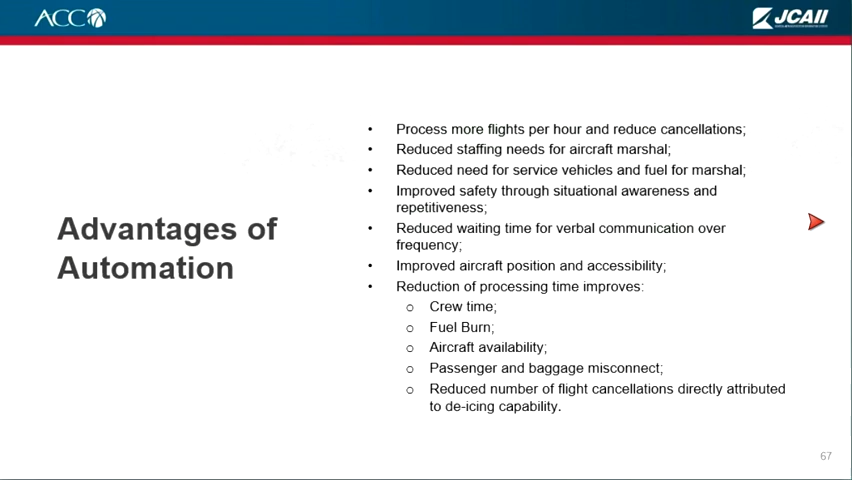 ACC
JCAII
Process more flights per hour and reduce cancellations;
Reduced staffing needs for aircraft marshal;
Reduced need for service vehicles and fuel for marshal;
Improved safety through situational awareness and
repetitiveness;
Advantages of
Automation
Reduced waiting time for verbal communication over
frequency;
Improved aircraft position and accessibility;
Reduction of processing time improves:
Crew time;
Fuel Burn;
Aircraft availability;
Passenger and baggage misconnect;
Reduced number of flight cancellations directly attributed
to de-icing capability.
67